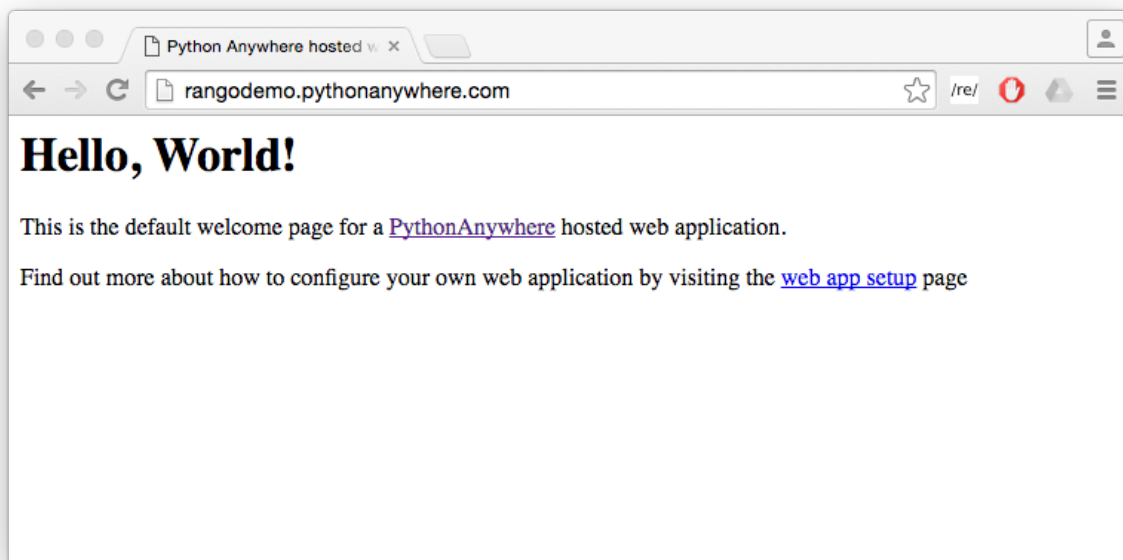 Python Anywhere hosted
rangodemo.pythonanywhere.com
/re/
Hello, World!
This is the default welcome page for a PythonAnywhere hosted web application.
Find out more about how to configure your own web application by visiting the web app setup page